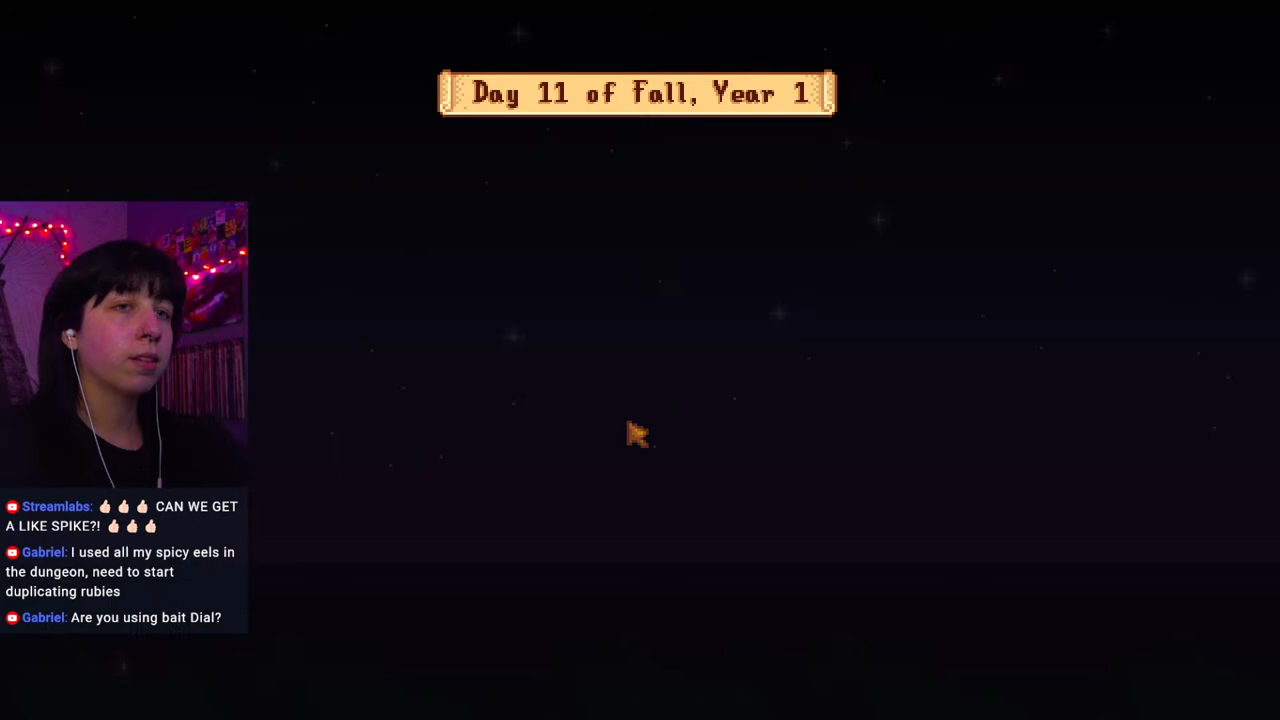 Day 11 of Fall, Year 1
Streamlabs: 👍🏻 👍🏻 👍🏻 CAN WE GET
A LIKE SPIKE?! 👍🏻 👍🏻 👍🏻
Gabriel: I used all my spicy eels in
the dungeon, need to start
duplicating rubies
Gabriel: Are you using bait Dial?